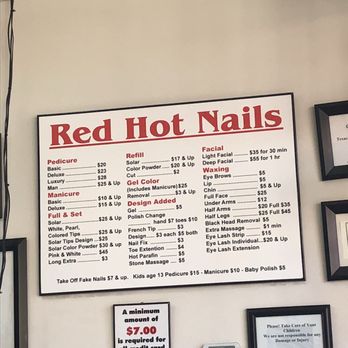 Red Hot Nails
Pedicure
Basic $20
Deluxe $23
Luxury $28
Man $25 & Up
Manicure
Basic $10 & Up
Deluxe $15 & Up
Full & Set
Solar $25 & Up
White, Pearl,
Colored Tips $25 & Up
Solar Tips Design $25
Solar Color Powder $30 & up
Pink & White $45
Long Extra $3
Refill
Solar $17 & Up
Color Powder $20 & Up
Cut $2
Gel Color
(Includes Manicure) $25
Removal $3 & Up
Design Added
Gel $5
Polish Change
hand $7 toes $10
French Tip $3
Design $3 each $5 both
Nail Fix $3
Toe Extention $4
Hot Parafin $5
Stone Massage $5
Facial
Light Facial $35 for 30 min
Deep Facial $55 for 1 hr
Waxing
Eye Brows $5
Lip $5
Chin $5 & Up
Full Face $25
Under Arms $12
Half Arms $20 Full $35
Half Legs $25 Full $45
Black Head Removal $5
Extra Massage $1 min
Eye Lash Strip $15
Eye Lash Individual $20 & Up
Eye Lash Extension
Take Off Fake Nails $7 & up. Kids age 13 Pedicure $15 - Manicure $10 - Baby Polish $5
A minimum
amount of
$7.00
is required for
Please! Take Care of Your
Children
We are not responsible for any
Damage or Injury